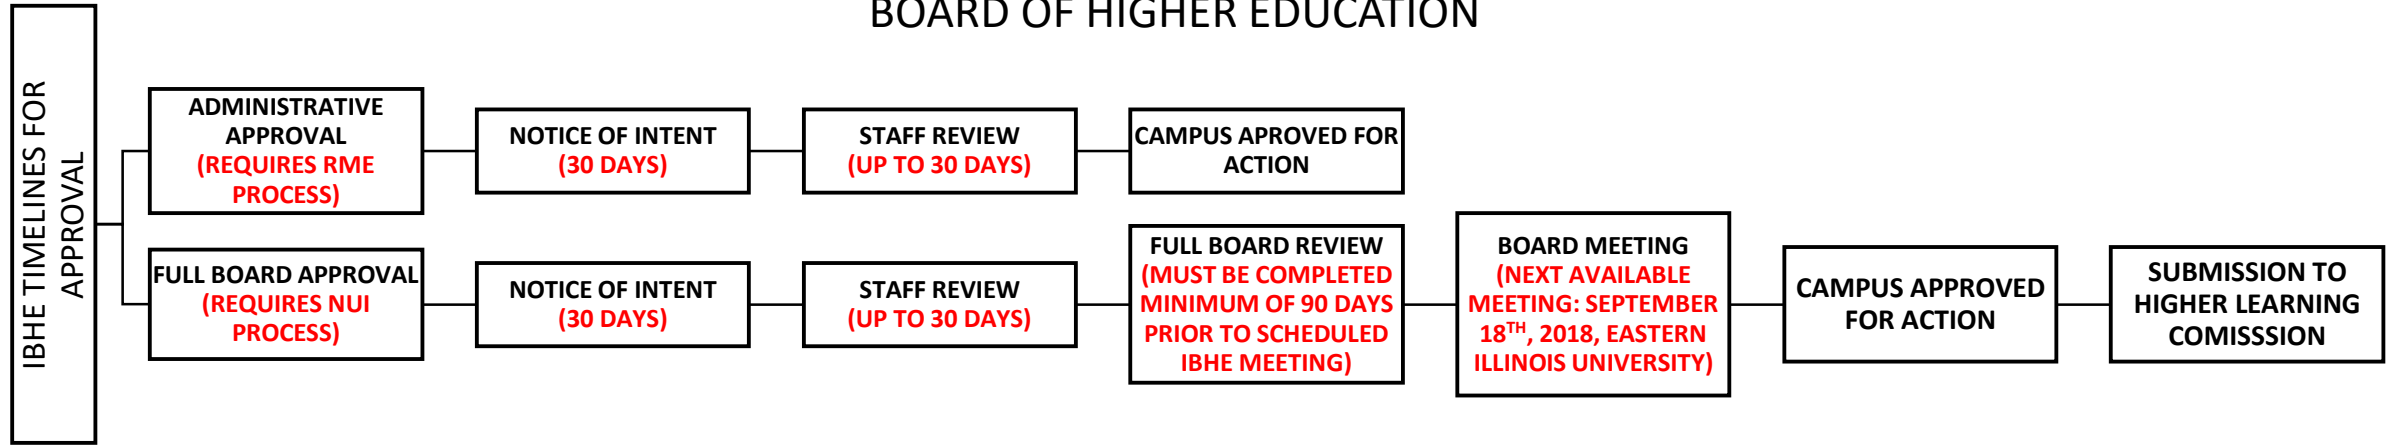 BOARD OF HIGHER EDUCATION
IBHE TIMELINES FOR
APPROVAL
ADMINISTRATIVE
APPROVAL
(REQUIRES RME
PROCESS)
NOTICE OF INTENT
(30 DAYS)
STAFF REVIEW
(UP TO 30 DAYS)
CAMPUS APROVED FOR
ACTION
FULL BOARD APPROVAL
(REQUIRES NUI
PROCESS)
NOTICE OF INTENT
(30 DAYS)
STAFF REVIEW
(UP TO 30 DAYS)
FULL BOARD REVIEW
(MUST BE COMPLETED
MINIMUM OF 90 DAYS
PRIOR TO SCHEDULED
IBHE MEETING)
BOARD MEETING
(NEXT AVAILABLE
MEETING: SEPTEMBER
18TH, 2018, EASTERN
ILLINOIS UNIVERSITY)
CAMPUS APPROVED
FOR ACTION
SUBMISSION TO
HIGHER LEARNING
COMISSSION